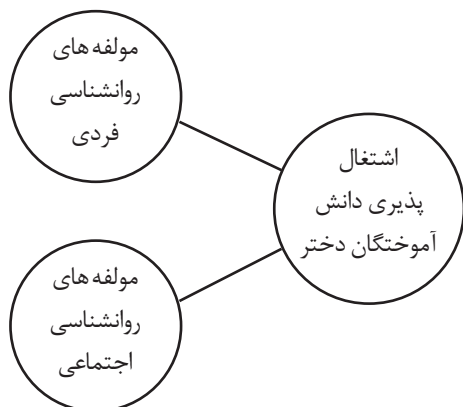 مولفه های
روانشناسی
فردی
اشتغال
پذیری دانش
آموختگان دختر
مولفه های
روانشناسی
اجتماعی